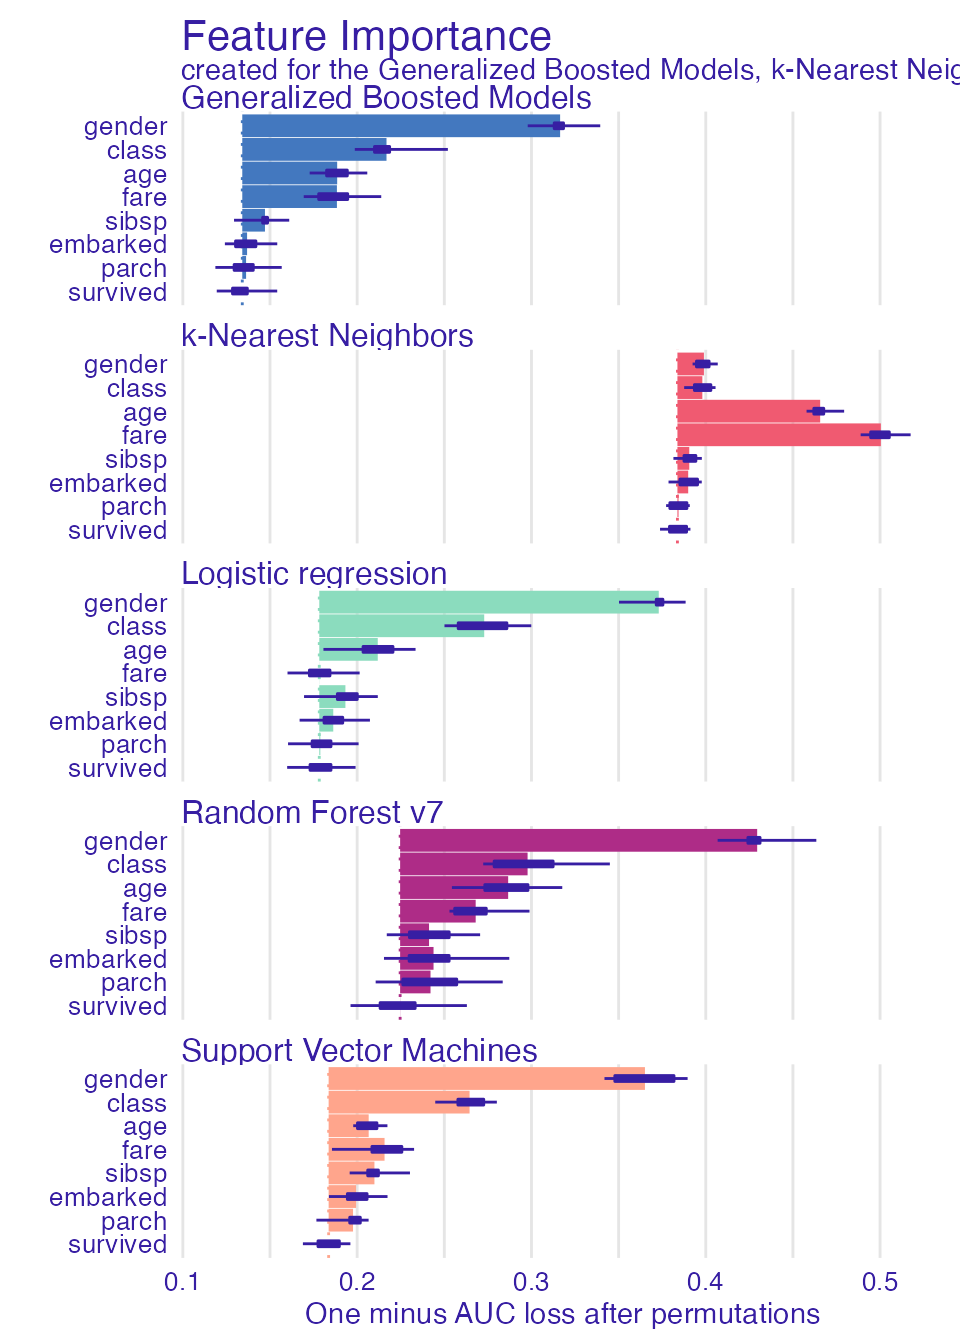 Feature Importance
created for the Generalized Boosted Models, k-Nearest Neig
Generalized Boosted Models
gender
class
age
fare
sibsp
embarked
parch
survived
k-Nearest Neighbors
gender
class
age
fare
sibsp
embarked
parch
survived
Logistic regression
gender
class
age
fare
sibsp
embarked
parch
survived
Random Forest v7
gender
class
age
fare
sibsp
embarked
parch
survived
Support Vector Machines
gender
class
age
fare
sibsp
embarked
parch
survived
0.1 0.2 0.3 0.4 0.5
One minus AUC loss after permutations